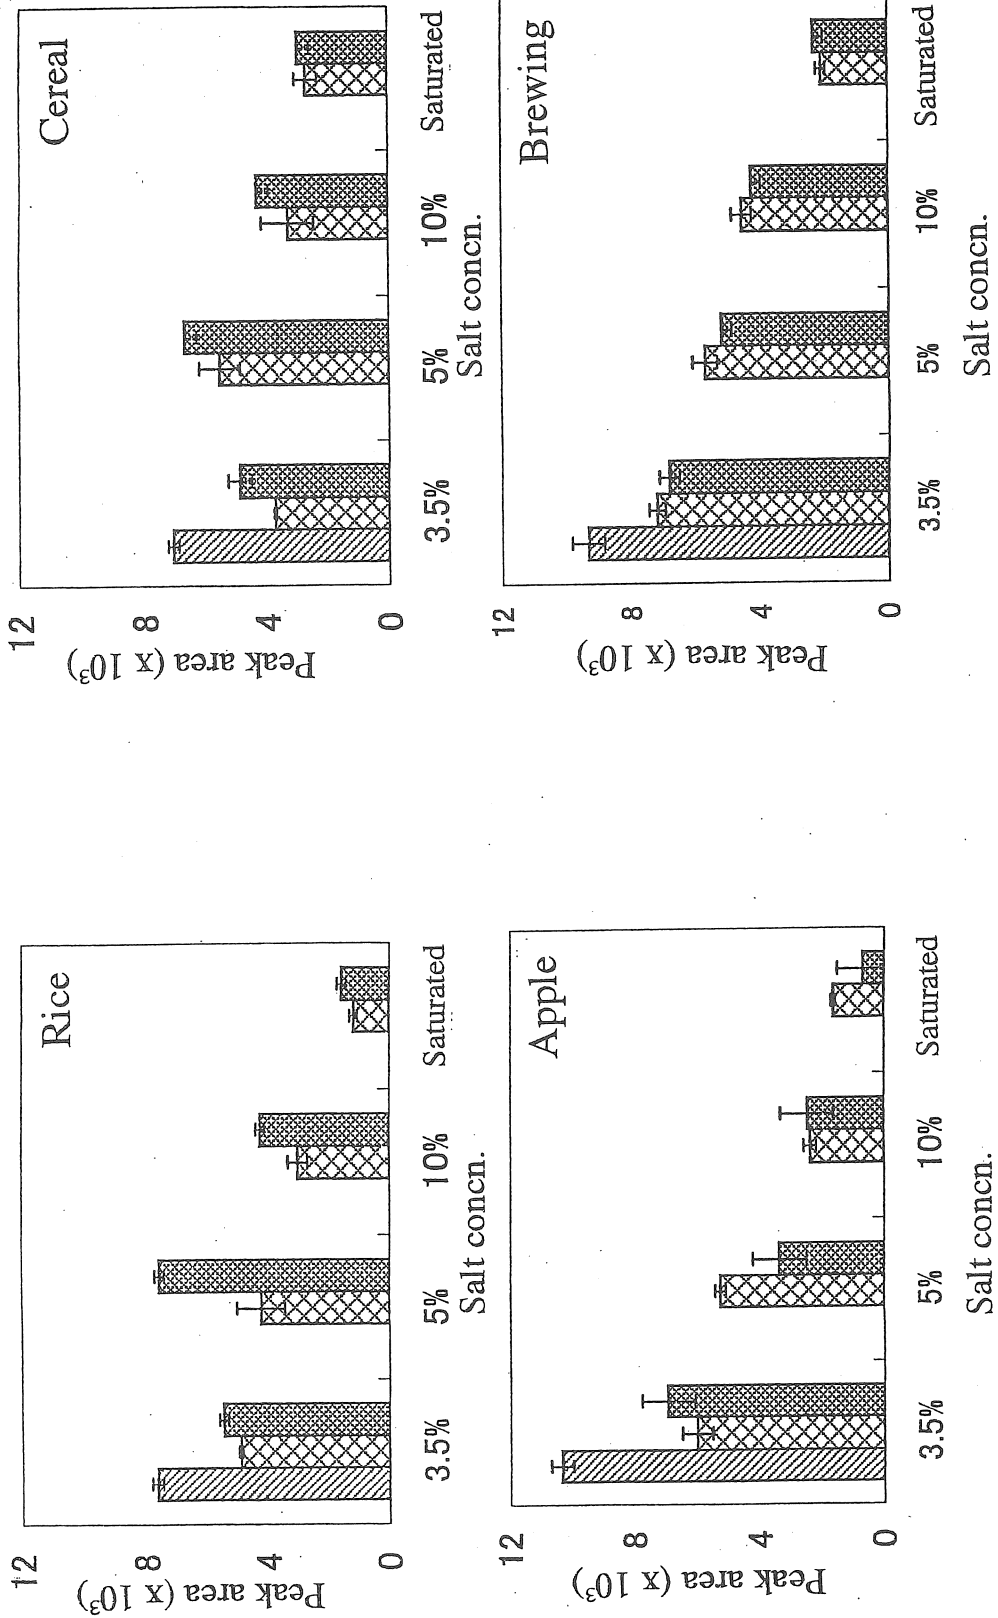 Rice
Peak area (x 10³)
12
8
4
0
3.5%
5%
10%
Saturated
Salt concn.
Cereal
Peak area (x 10³)
12
8
4
0
3.5%
5%
10%
Saturated
Salt concn.
Apple
Peak area (x 10³)
12
8
4
0
3.5%
5%
10%
Saturated
Salt concn.
Brewing
Peak area (x 10³)
12
8
4
0
3.5%
5%
10%
Saturated
Salt concn.